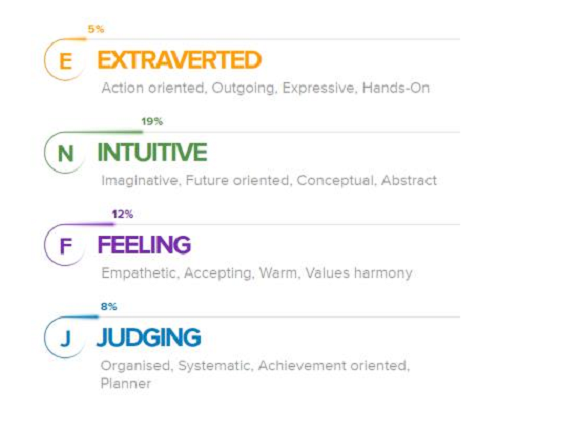 5%
E EXTRAVERTED
Action oriented, Outgoing, Expressive, Hands-On
19%
N INTUITIVE
Imaginative, Future oriented, Conceptual, Abstract
12%
F FEELING
Empathetic, Accepting, Warm, Values harmony
8%
J JUDGING
Organised, Systematic, Achievement oriented,
Planner